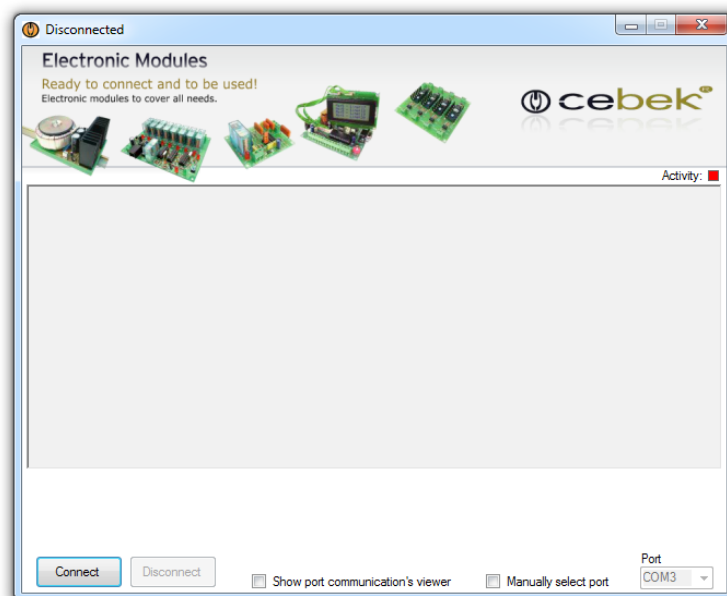 Disconnected
Electronic Modules
Ready to connect and to be used!
Electronic modules to cover all needs.
cebek
Activity:
Port
Connect
Disconnect
Show port communication's viewer
Manually select port
COM3